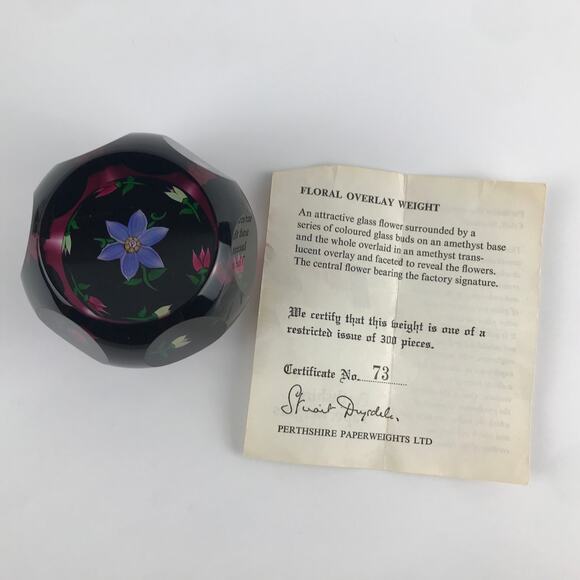 FLORAL OVERLAY WEIGHT
An attractive glass flower surrounded by a
series of coloured glass buds on an amethyst base
and the whole overlaid in an amethyst trans-
lucent overlay and faceted to reveal the flowers.
The central flower bearing the factory signature.
We certify that this weight is one of a
restricted issue of 300 pieces.
Certificate No. 73
Stuart Drysdale.
PERTHSHIRE PAPERWEIGHTS LTD